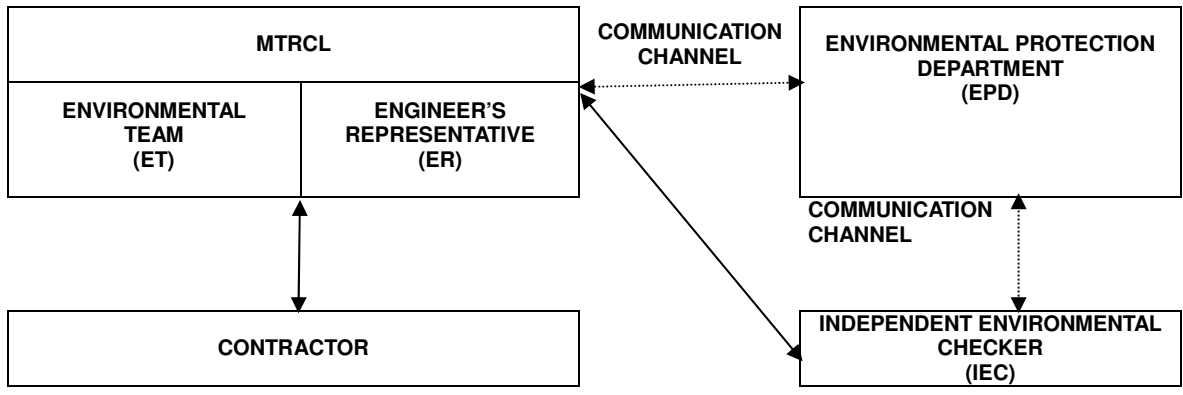 MTRCL
ENVIRONMENTAL
TEAM
(ET)
ENGINEER'S
REPRESENTATIVE
(ER)
COMMUNICATION
CHANNEL
ENVIRONMENTAL PROTECTION
DEPARTMENT
(EPD)
COMMUNICATION
CHANNEL
CONTRACTOR
INDEPENDENT ENVIRONMENTAL
CHECKER
(IEC)